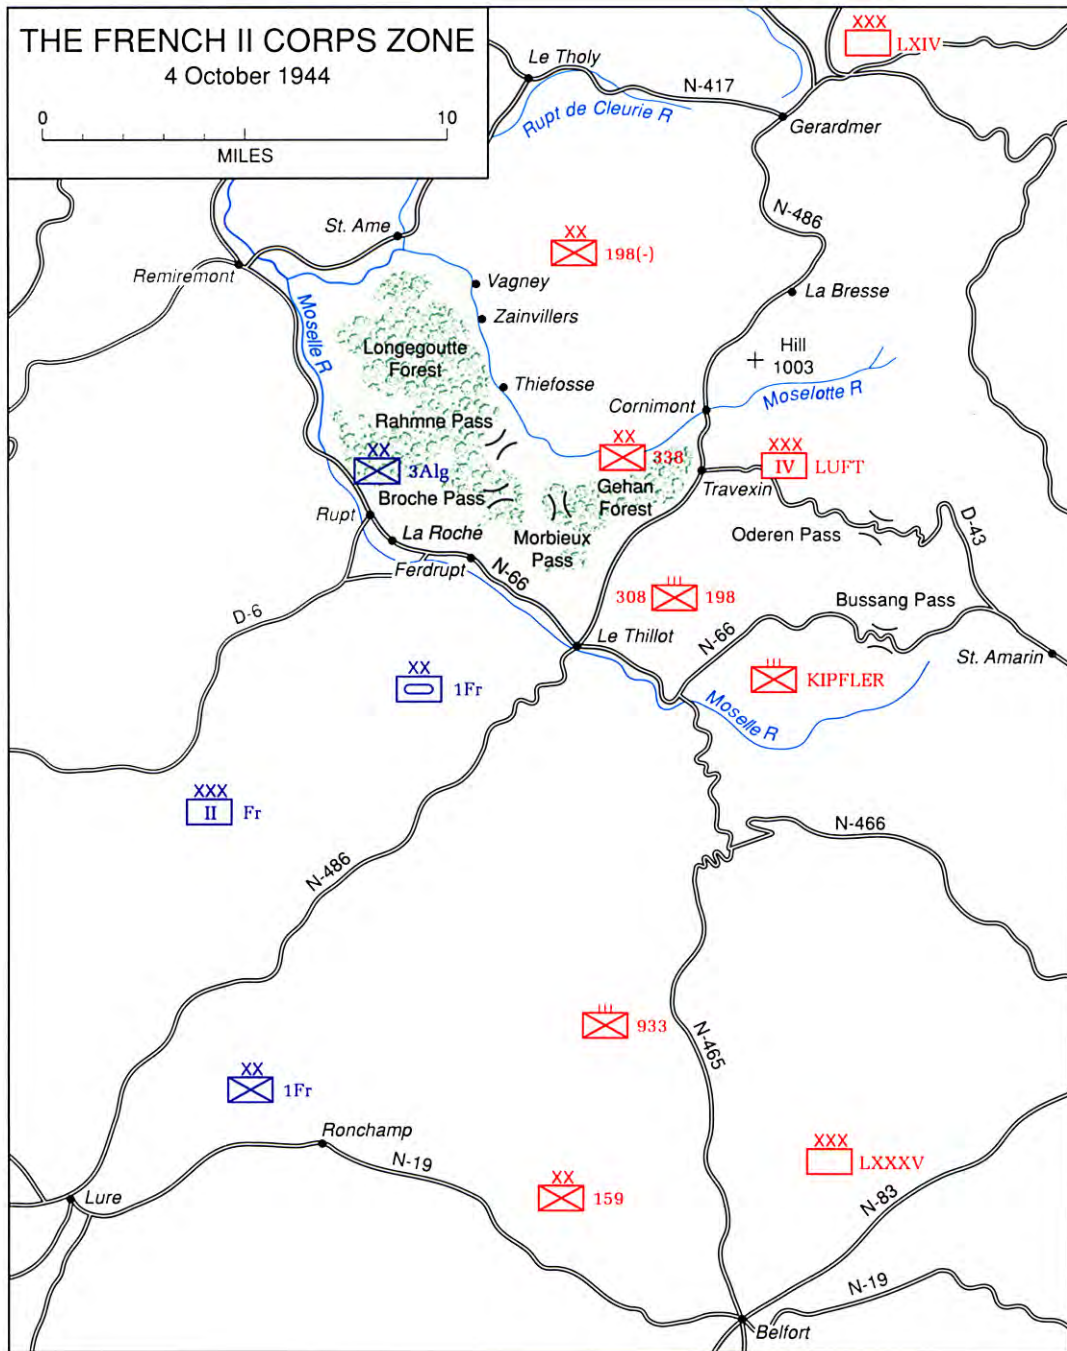 THE FRENCH II CORPS ZONE
4 October 1944
0 10
MILES
XXX
LXIV
Le Tholy
N-417
Rupt de Cleurie R
Gerardmer
N-486
St. Ame
XX
198(-)
Remiremont
Vagney
La Bresse
Zainvillers
Moselle R
Longegoutte
Forest
Hill
1003
Thiefosse
Moselotte R
Cornimont
Rahmne Pass
XX
3Alg
XX
338
XXX
IV LUFT
Broche Pass
Gehan
Forest
Travexin
Rupt
La Roche
Morbieux
Pass
Oderen Pass
D-43
Ferdrupt
N-66
308 III 198
Bussang Pass
D-6
Le Thillot
N-66
St. Amarin
XX
1Fr
III
KIPFLER
Moselle R
XXX
II Fr
N-466
N-486
III
933
N-465
XX
1Fr
Ronchamp
N-19
XXX
LXXXV
Lure
XX
159
N-83
N-19
Belfort